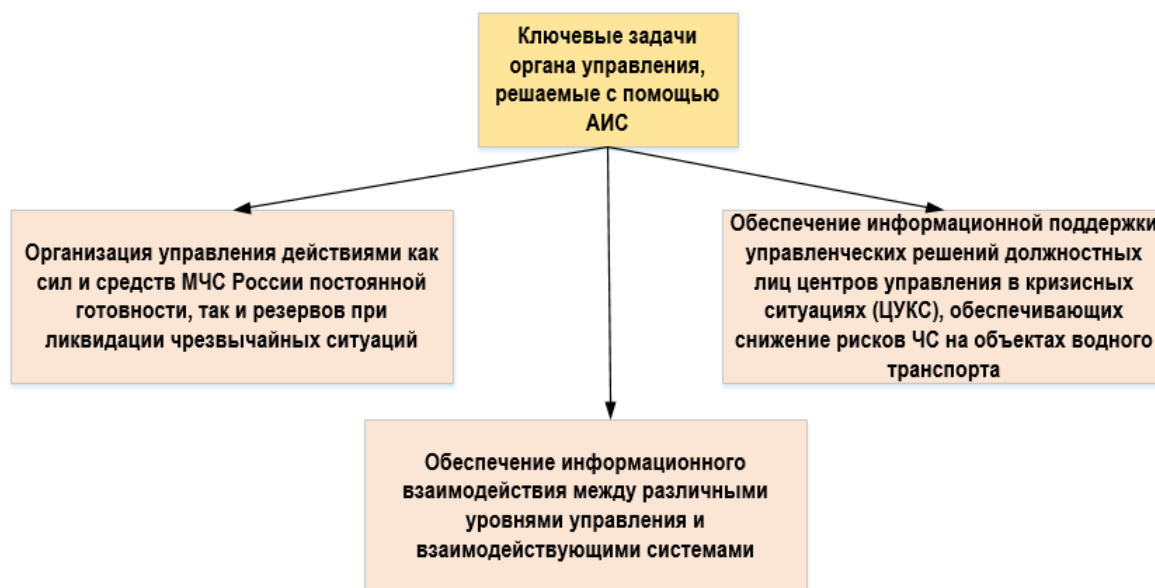 Ключевые задачи
органа управления,
решаемые с помощью
АИС
Организация управления действиями как
сил и средств МЧС России постоянной
готовности, так и резервов при
ликвидации чрезвычайных ситуаций
Обеспечение информационной поддержки
управленческих решений должностных
лиц центров управления в кризисных
ситуациях (ЦУКС), обеспечивающих
снижение рисков ЧС на объектах водного
транспорта
Обеспечение информационного
взаимодействия между различными
уровнями управления и
взаимодействующими системами